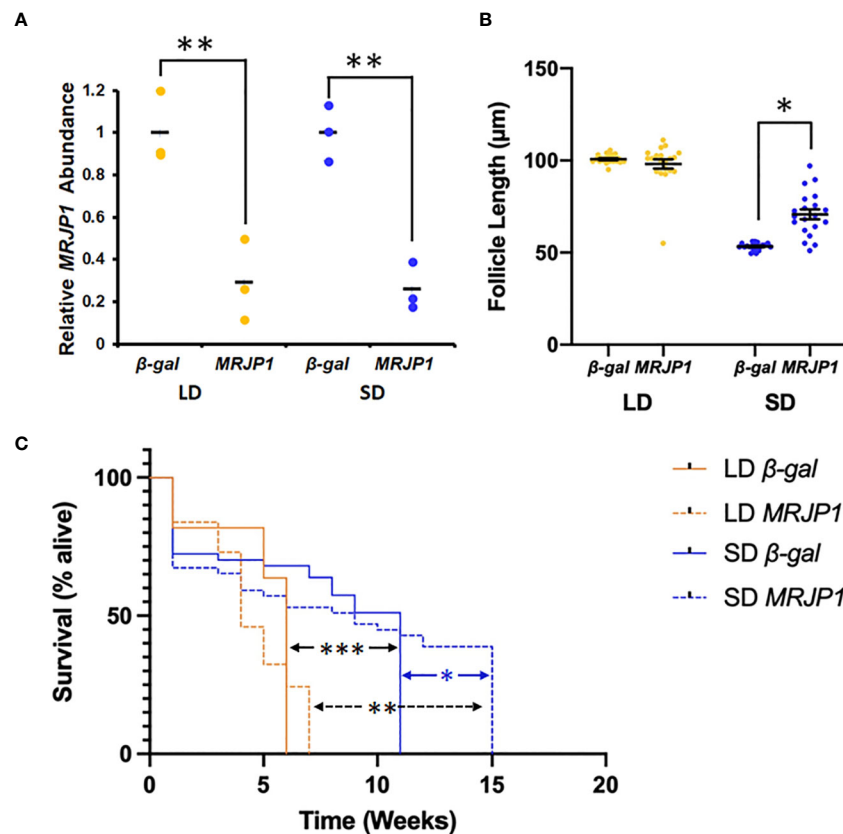 A
**
**
Relative MRJP1 Abundance
1.2
1
0.8
0.6
0.4
0.2
0
β-gal MRJP1 β-gal MRJP1
LD SD
B
*
Follicle Length (µm)
150
100
50
0
β-gal MRJP1 β-gal MRJP1
LD SD
C
Survival (% alive)
100
50
0
***
*
**
0 5 10 15 20
Time (Weeks)
LD β-gal
LD MRJP1
SD β-gal
SD MRJP1